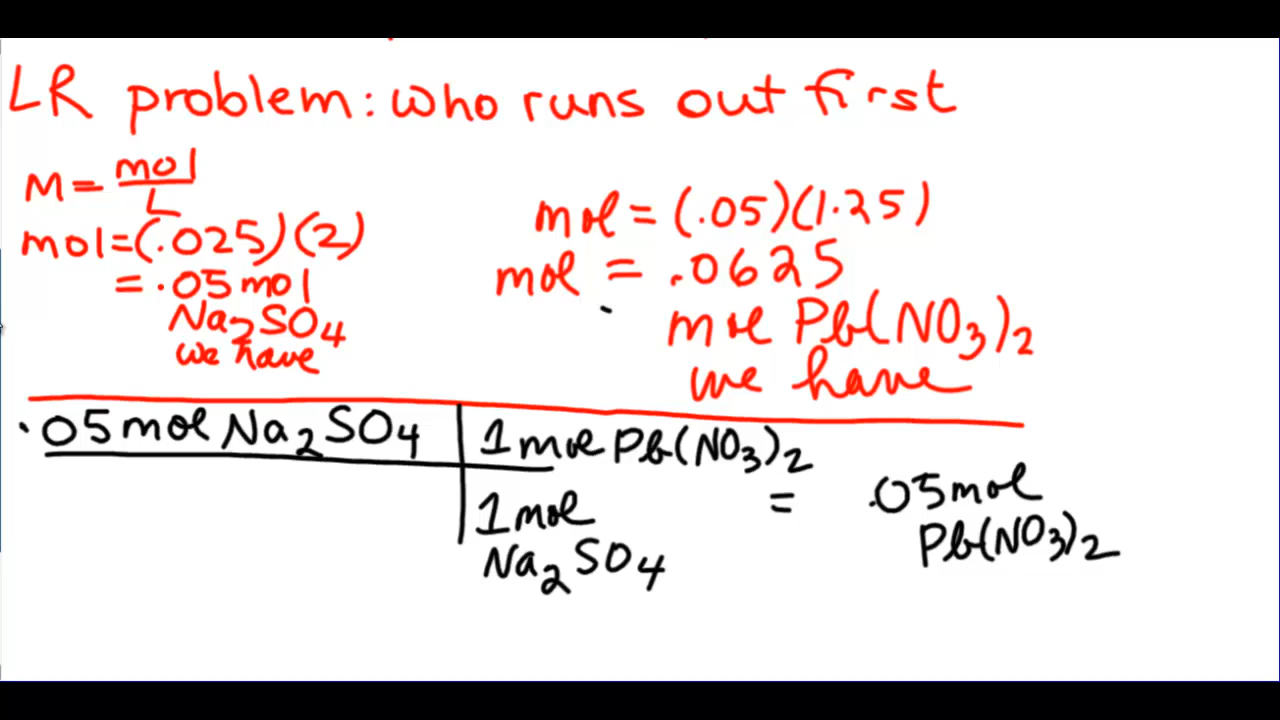 LR problem: who runs out first
M = mol/L
mol = (.025)(2)
= .05 mol
Na₂SO₄
we have
mol = (.05)(1.25)
mol = .0625
mol Pb(NO₃)₂
we have
.05 mol Na₂SO₄ | 1 mol Pb(NO₃)₂
1 mol
Na₂SO₄
= .05 mol
Pb(NO₃)₂